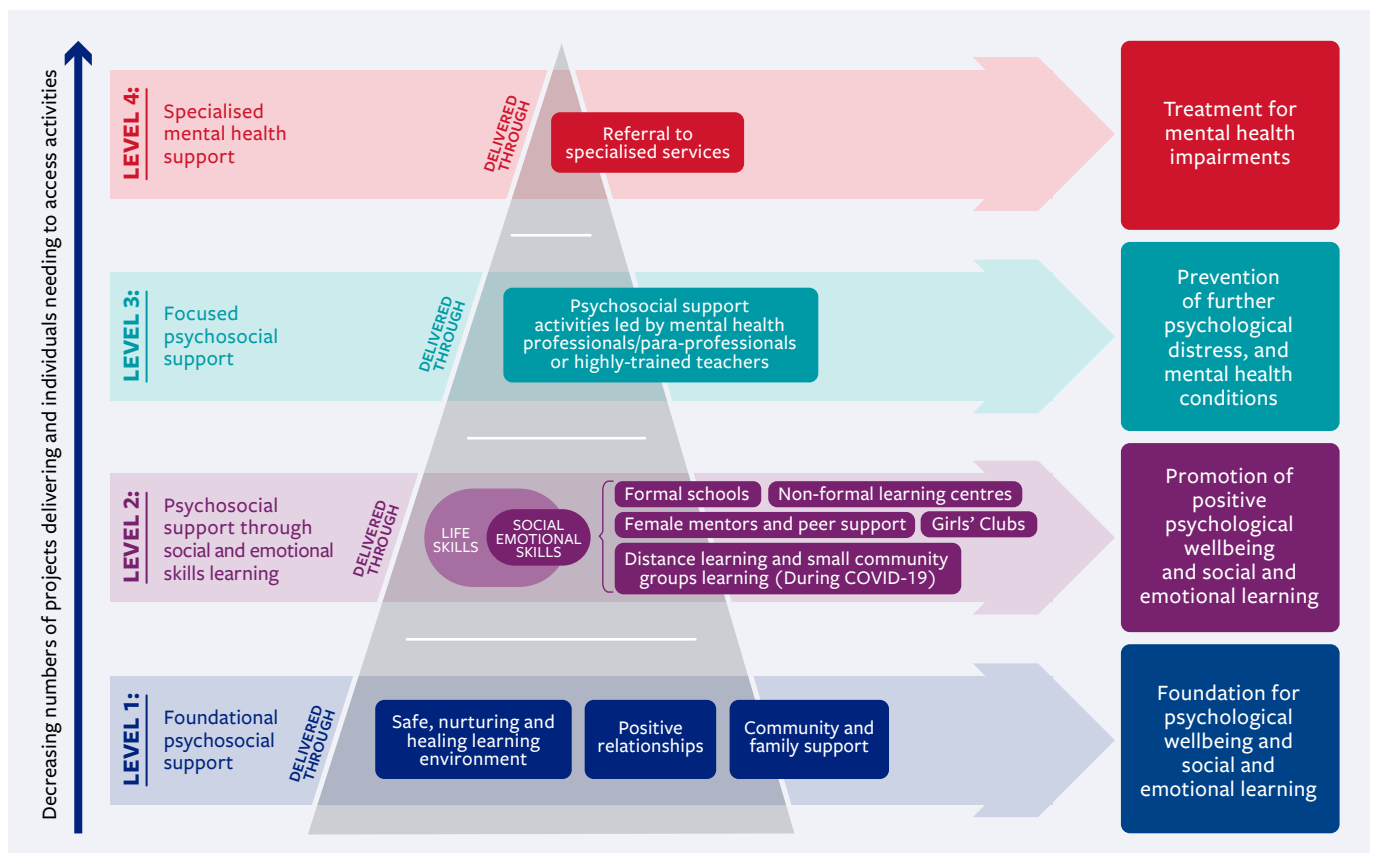 Decreasing numbers of projects delivering and individuals needing to access activities
LEVEL 4:
Specialised
mental health
support
DELIVERED
THROUGH
Referral to
specialised services
Treatment for
mental health
impairments
LEVEL 3:
Focused
psychosocial
support
DELIVERED
THROUGH
Psychosocial support
activities led by mental health
professionals/para-professionals
or highly-trained teachers
Prevention
of further
psychological
distress, and
mental health
conditions
LEVEL 2:
Psychosocial
support through
social and emotional
skills learning
DELIVERED
THROUGH
LIFE
SKILLS
SOCIAL
EMOTIONAL
SKILLS
Formal schools
Non-formal learning centres
Female mentors and peer support
Girls’ Clubs
Distance learning and small community
groups learning (During COVID-19)
Promotion of
positive
psychological
wellbeing
and social and
emotional learning
LEVEL 1:
Foundational
psychosocial
support
DELIVERED
THROUGH
Safe, nurturing and
healing learning
environment
Positive
relationships
Community and
family support
Foundation for
psychological
wellbeing and
social and
emotional learning